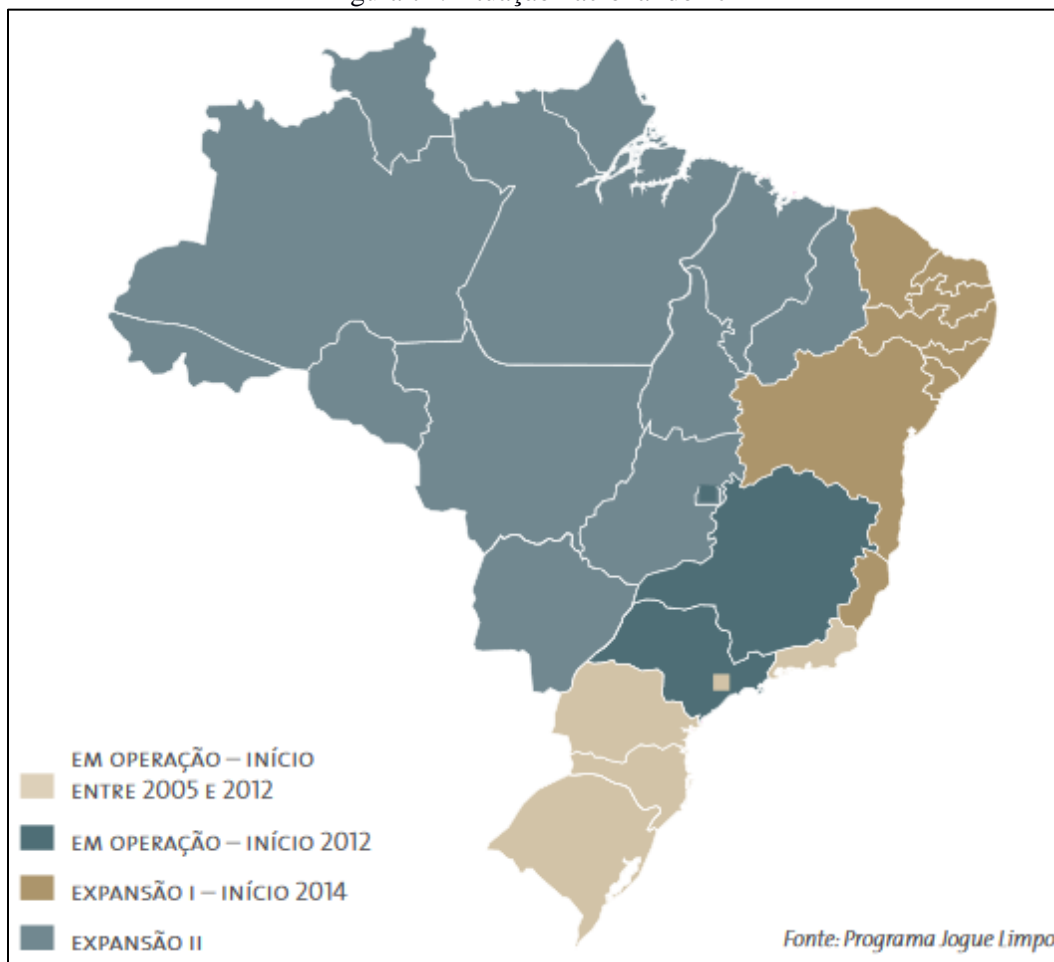 EM OPERAÇÃO – INÍCIO
ENTRE 2005 E 2012
EM OPERAÇÃO – INÍCIO 2012
EXPANSÃO I – INÍCIO 2014
EXPANSÃO II
Fonte: Programa Jogue Limpo